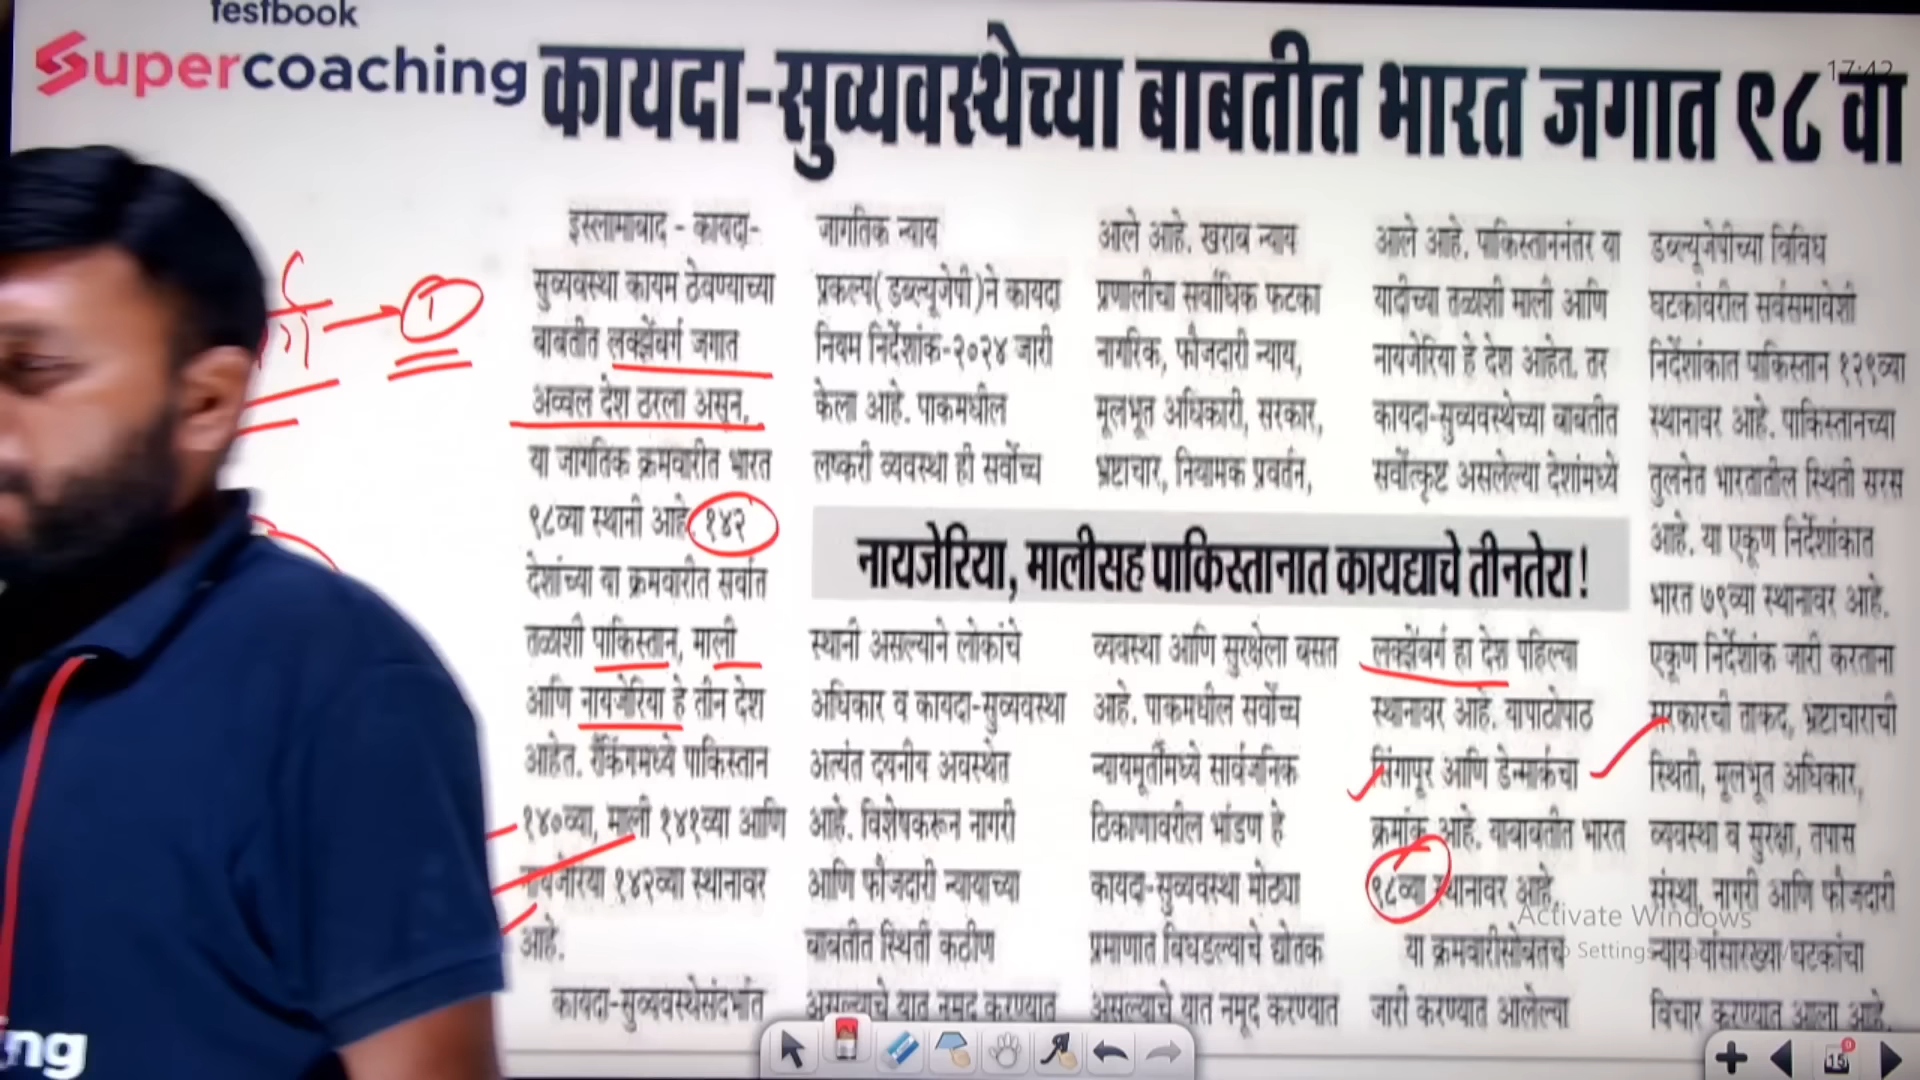 testbook
Supercoaching
17:42
कायदा-सुव्यवस्थेच्या बाबतीत भारत जगात ९८ वा
इस्लामाबाद - कायदा-
सुव्यवस्था कायम ठेवण्याच्या
बाबतीत लक्झेंबर्ग जगात
अव्वल देश ठरला असून,
या जागतिक क्रमवारीत भारत
९८व्या स्थानी आहे. १४२
देशांच्या या क्रमवारीत सर्वात
तळाशी पाकिस्तान, माली
आणि नायजेरिया हे तीन देश
आहेत. रँकिंगमध्ये पाकिस्तान
१४०व्या, माली १४१व्या आणि
नायजेरिया १४२व्या स्थानावर
आहे.
कायदा-सुव्यवस्थेसंदर्भात
जागतिक न्याय
प्रकल्प(डब्ल्यूजेपी)ने कायदा
नियम निर्देशांक-२०२४ जारी
केला आहे. पाकमधील
लष्करी व्यवस्था ही सर्वोच्च
स्थानी असल्याने लोकांचे
अधिकार व कायदा-सुव्यवस्था
अत्यंत दयनीय अवस्थेत
आहे. विशेषकरून नागरी
आणि फौजदारी न्यायाच्या
बाबतीत स्थिती कठीण
असल्याचे यात नमूद करण्यात
आले आहे. खराब न्याय
प्रणालीचा सर्वाधिक फटका
नागरिक, फौजदारी न्याय,
मूलभूत अधिकारी, सरकार,
भ्रष्टाचार, नियामक प्रवर्तन,
व्यवस्था आणि सुरक्षेला बसत
आहे. पाकमधील सर्वोच्च
न्यायमूर्तीमध्ये सार्वजनिक
ठिकाणावरील भांडण हे
कायदा-सुव्यवस्था मोठ्या
प्रमाणात बिघडल्याचे द्योतक
असल्याचे यात नमूद करण्यात
आले आहे. पाकिस्ताननंतर या
यादीच्या तळाशी माली आणि
नायजेरिया हे देश आहेत. तर
कायदा-सुव्यवस्थेच्या बाबतीत
सर्वोत्कृष्ट असलेल्या देशांमध्ये
नायजेरिया, मालीसह पाकिस्तानात कायद्याचे तीनतेरा!
लक्झेंबर्ग हा देश पहिल्या
स्थानावर आहे. यापाठोपाठ
सिंगापूर आणि डेन्मार्कचा
क्रमांक आहे. याबाबतीत भारत
९८व्या स्थानावर आहे.
या क्रमवारीसोबतच
जारी करण्यात आलेल्या
डब्ल्यूजेपीच्या विविध
घटकांवरील सर्वसमावेशी
निर्देशांकात पाकिस्तान १२९व्या
स्थानावर आहे. पाकिस्तानच्या
तुलनेत भारतातील स्थिती सरस
आहे. या एकूण निर्देशांकात
भारत ७९व्या स्थानावर आहे.
एकूण निर्देशांक जारी करताना
सरकारची ताकद, भ्रष्टाचाराची
स्थिती, मूलभूत अधिकार,
व्यवस्था व सुरक्षा, तपास
संस्था, नागरी आणि फौजदारी
न्याय यांसारख्या घटकांचा
विचार करण्यात आला आहे.
Activate Windows
Settings
ng
15